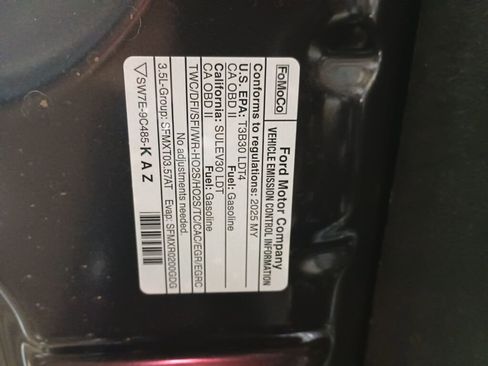 FoMoCo
Ford Motor Company
VEHICLE EMISSION CONTROL INFORMATION
Conforms to regulations: 2025 MY
U.S. EPA: T3B30 LDT4 Fuel: Gasoline
CA OBD II
California: SULEV30 LDT Fuel: Gasoline
CA OBD II
TWC/DFI/SFI/WR-HO2S/HO2S/TC/CAC/EGR/EGRC
No adjustments needed.
3.5L-Group: SFMXT03.57AT Evap: SFMXR0200GDG
SW7E-9C485-KAZ